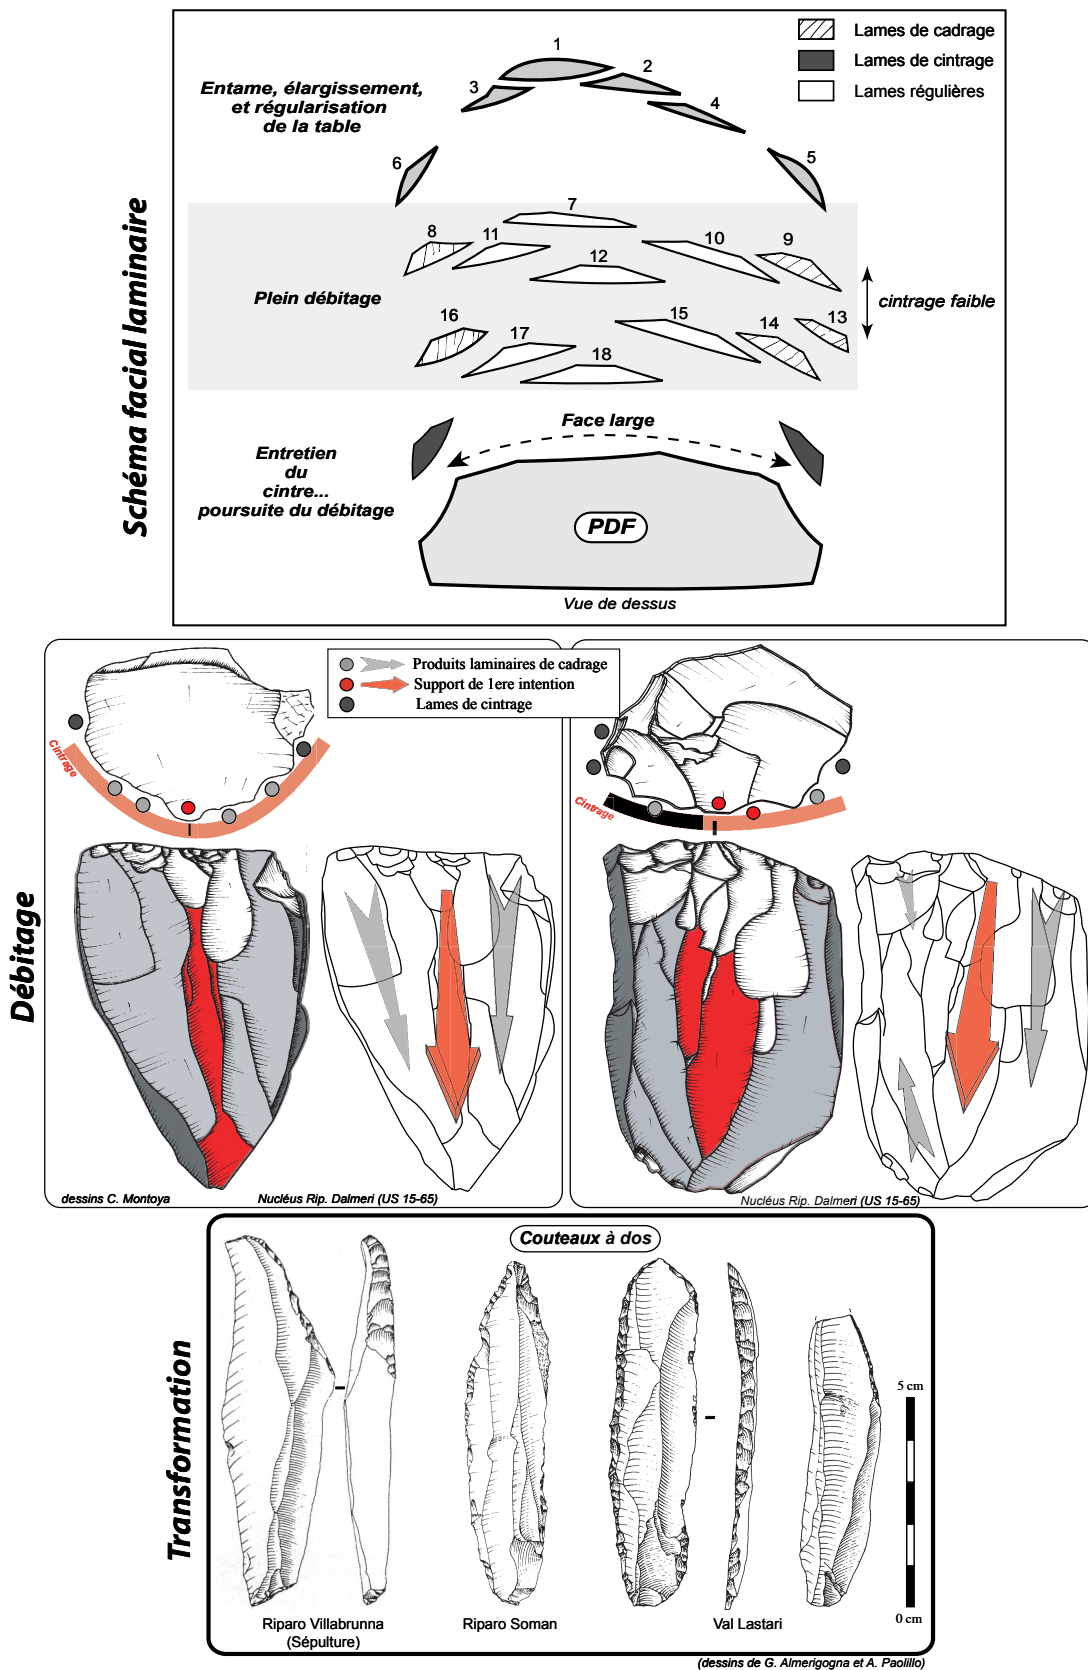 Schéma facial laminaire
Lames de cadrage
Lames de cintrage
Lames régulières
Entame, élargissement,
et régularisation
de la table
1
2
3
4
5
6
7
8
9
10
11
12
Plein débitage
cintrage faible
13
14
15
16
17
18
Face large
Entretien
du
cintre...
poursuite du débitage
PDF
Vue de dessus
Débitage
Produits laminaires de cadrage
Support de 1ere intention
Lames de cintrage
Cintrage
Cintrage
dessins C. Montoya
Nucléus Rip. Dalmeri (US 15-65)
Nucléus Rip. Dalmeri (US 15-65)
Transformation
Couteaux à dos
5 cm
0 cm
Riparo Villabrunna
(Sépulture)
Riparo Soman
Val Lastari
(dessins de G. Almerigogna et A. Paolillo)